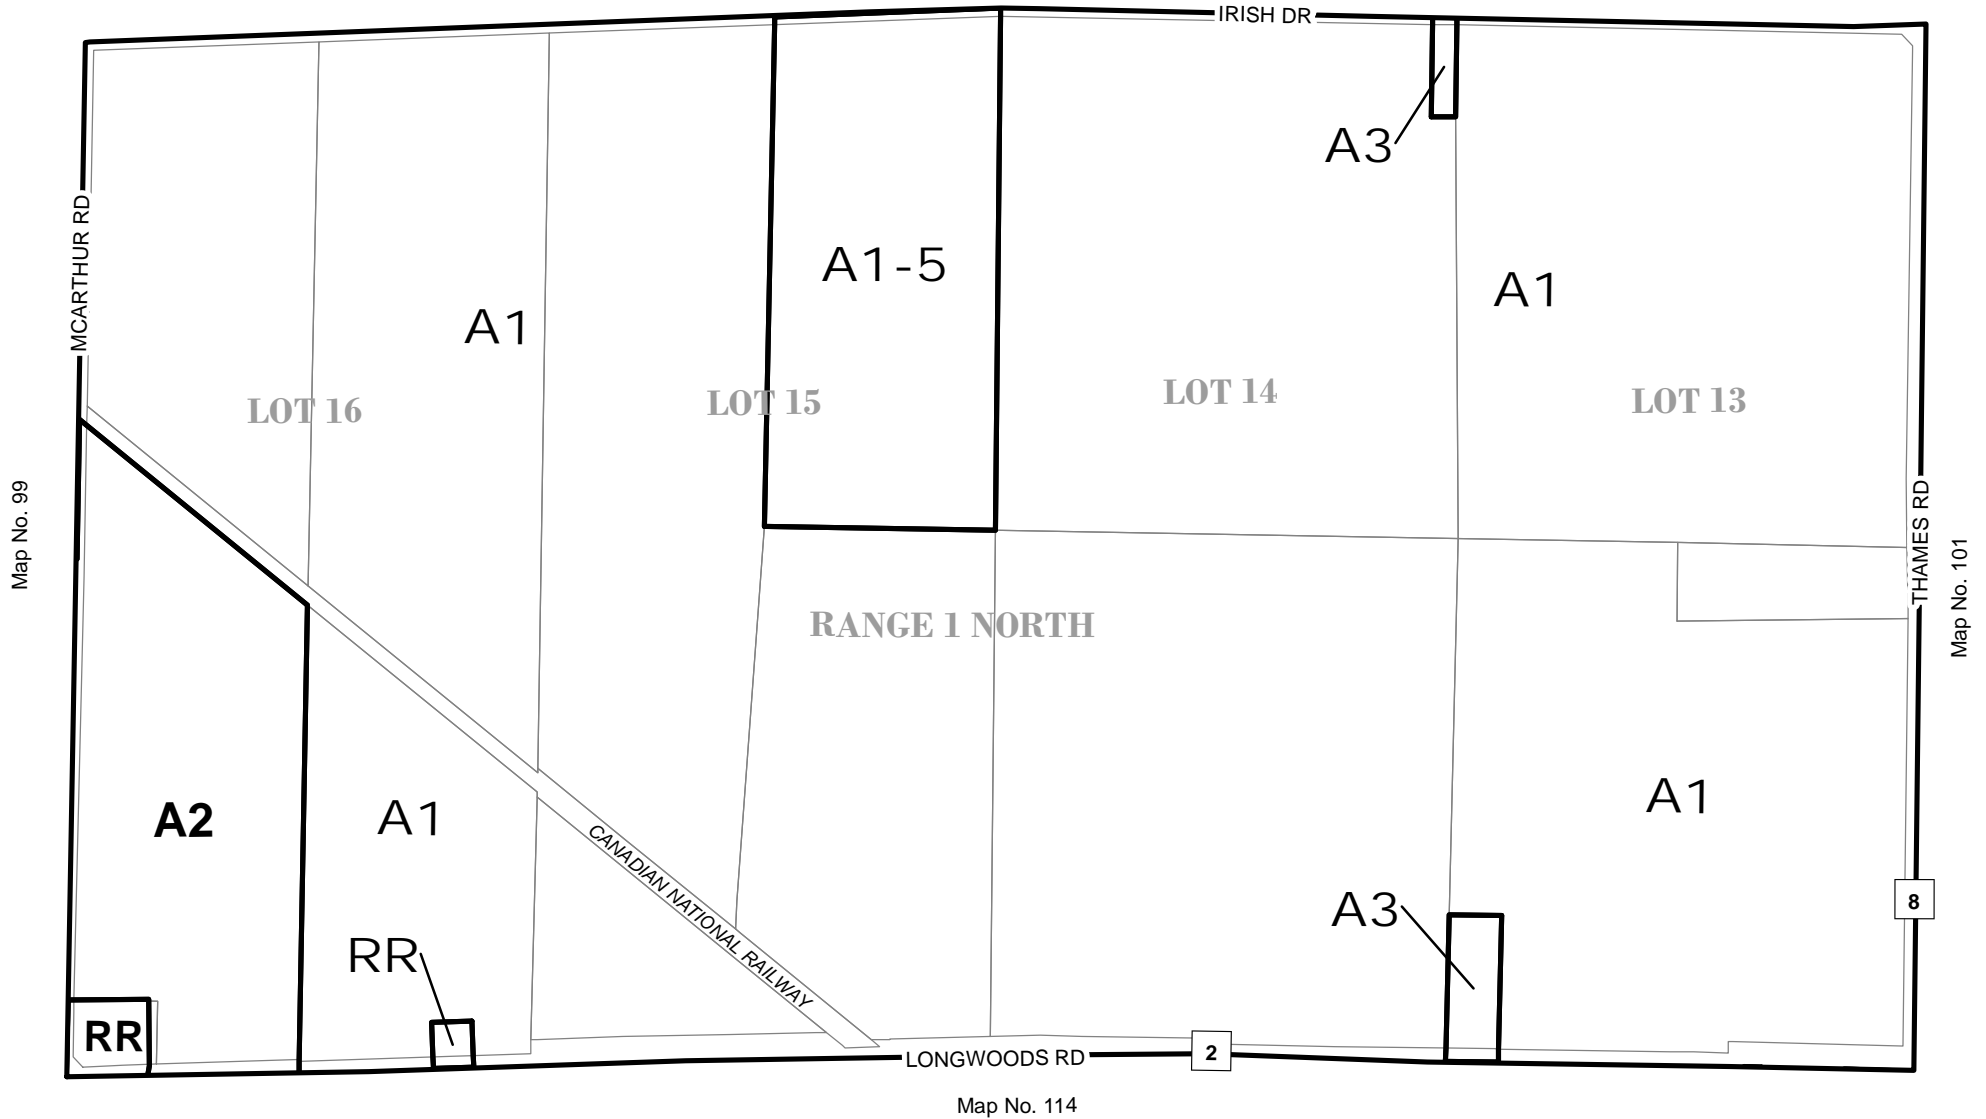 IRISH DR
A3
MCARTHUR RD
A1-5
A1
A1
LOT 16
LOT 15
LOT 14
LOT 13
Map No. 99
THAMES RD
Map No. 101
RANGE 1 NORTH
A2
A1
A1
CANADIAN NATIONAL RAILWAY
8
A3
RR
RR
LONGWOODS RD
2
Map No. 114